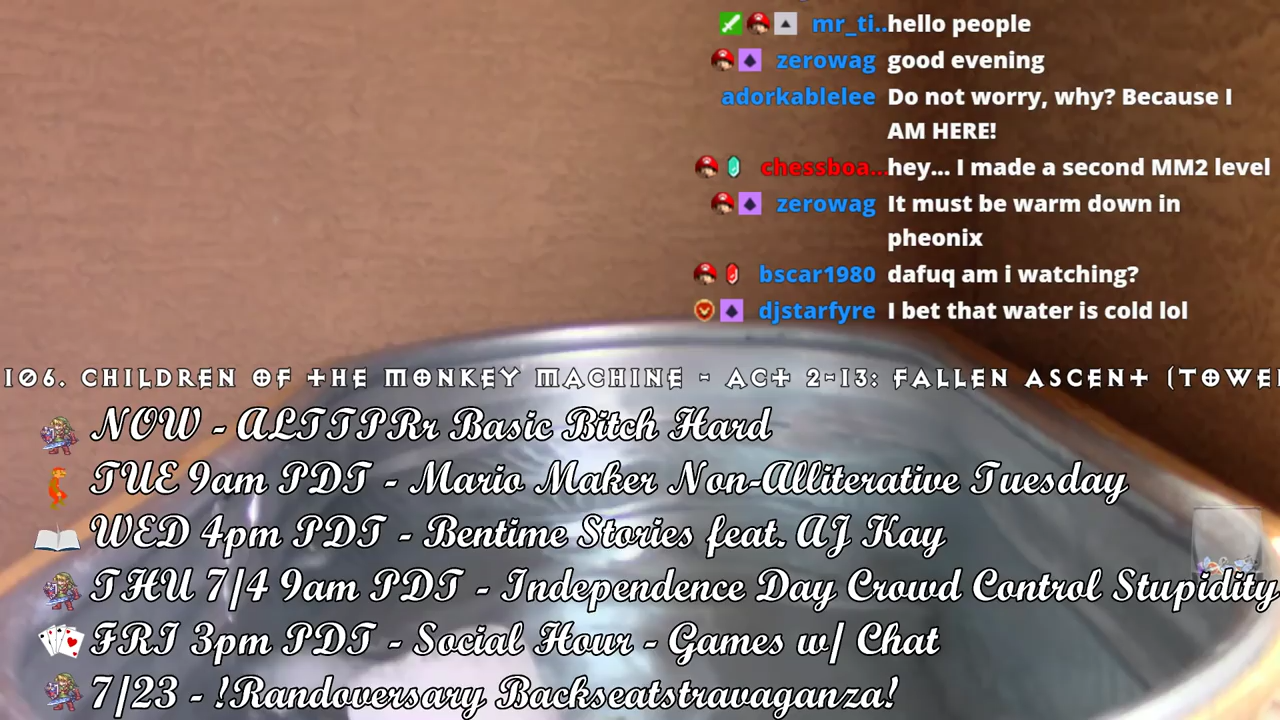 mr_ti.. hello people
zerowag good evening
adorkablelee Do not worry, why? Because I
AM HERE!
chessboa... hey... I made a second MM2 level
zerowag It must be warm down in
pheonix
bscar1980 dafuq am i watching?
djstarfyre I bet that water is cold lol
106. CHILDREN OF THE MONKEY MACHINE - ACT 2-13: FALLEN ASCENT (TOWE
NOW - ALTTPRr Basic Bitch Hard
TUE 9am PDT - Mario Maker Non-Alliterative Tuesday
WED 4pm PDT - Bentime Stories feat. AJ Kay
THU 7/4 9am PDT - Independence Day Crowd Control Stupidity
FRI 3pm PDT - Social Hour - Games w/ Chat
7/23 - !Randoversary Backseatstravaganza!